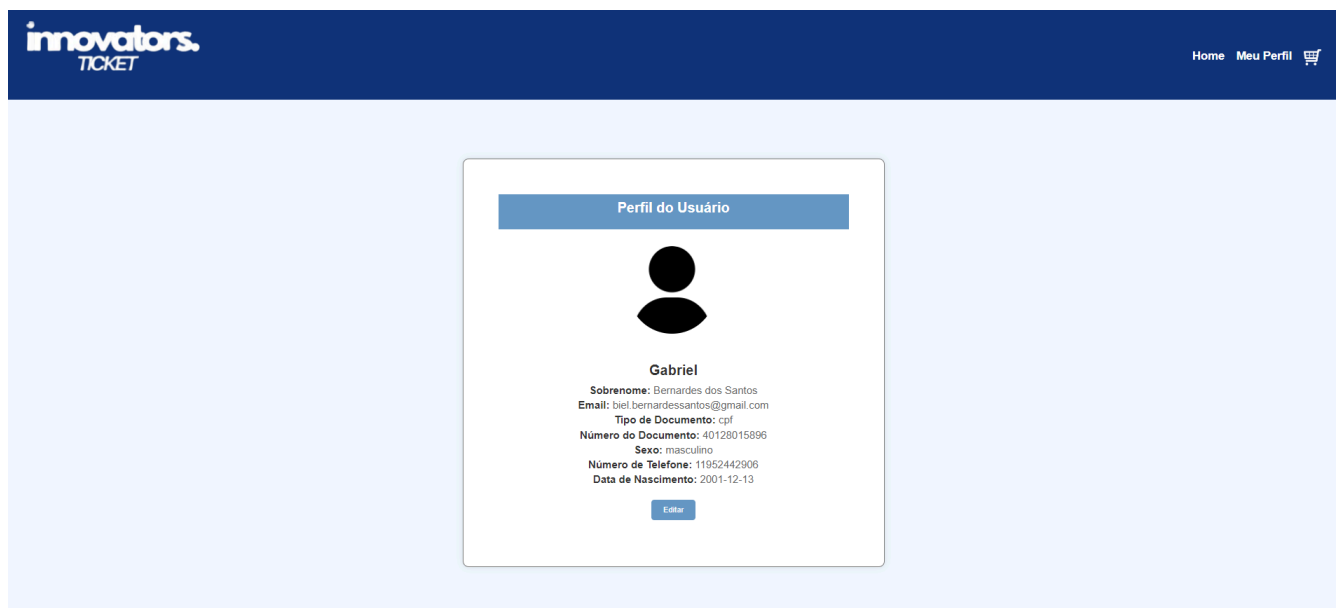 innovators.
TICKET
Home Meu Perfil
Perfil do Usuário
Gabriel
Sobrenome: Bernardes dos Santos
Email: biel.bernardessantos@gmail.com
Tipo de Documento: cpf
Número do Documento: 40128015896
Sexo: masculino
Número de Telefone: 11952442906
Data de Nascimento: 2001-12-13
Editar